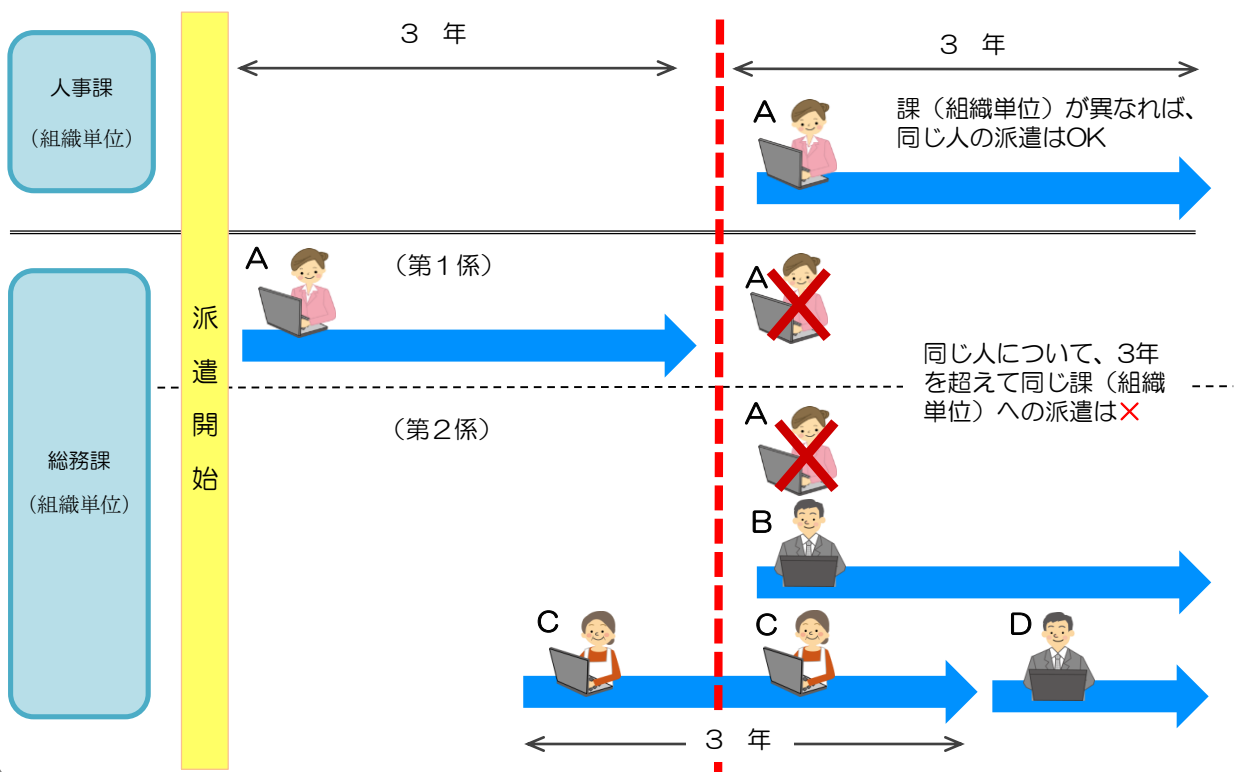 人事課
（組織単位）
３　年
３　年
A
課（組織単位）が異なれば、
同じ人の派遣はOK
派遣開始
総務課
（組織単位）
A
（第１係）
A
同じ人について、3年
を超えて同じ課（組織
単位）への派遣は×
（第２係）
A
B
C
C
D
３　年